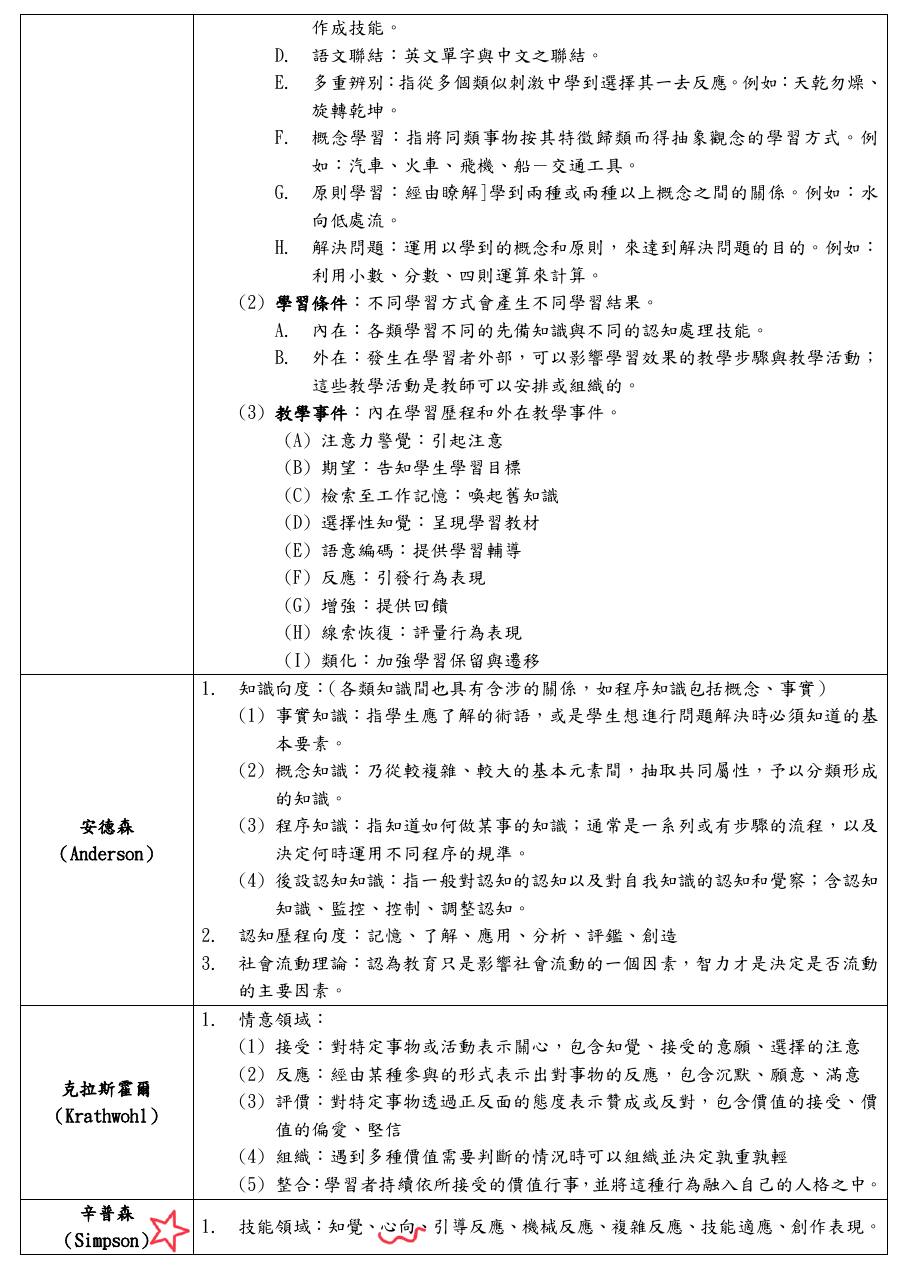 作成技能。
D. 語文聯結：英文單字與中文之聯結。
E. 多重辨別：指從多個類似刺激中學到選擇其一去反應。例如：天乾勿燥、
旋轉乾坤。
F. 概念學習：指將同類事物按其特徵歸類而得抽象觀念的學習方式。例
如：汽車、火車、飛機、船－交通工具。
G. 原則學習：經由瞭解]學到兩種或兩種以上概念之間的關係。例如：水
向低處流。
H. 解決問題：運用以學到的概念和原則，來達到解決問題的目的。例如：
利用小數、分數、四則運算來計算。
(2) 學習條件：不同學習方式會產生不同學習結果。
A. 內在：各類學習不同的先備知識與不同的認知處理技能。
B. 外在：發生在學習者外部，可以影響學習效果的教學步驟與教學活動；
這些教學活動是教師可以安排或組織的。
(3) 教學事件：內在學習歷程和外在教學事件。
(A) 注意力警覺：引起注意
(B) 期望：告知學生學習目標
(C) 檢索至工作記憶：喚起舊知識
(D) 選擇性知覺：呈現學習教材
(E) 語意編碼：提供學習輔導
(F) 反應：引發行為表現
(G) 增強：提供回饋
(H) 線索恢復：評量行為表現
(I) 類化：加強學習保留與遷移
安德森
（Anderson）
1. 知識向度：(各類知識間也具有含涉的關係，如程序知識包括概念、事實)
(1) 事實知識：指學生應了解的術語，或是學生想進行問題解決時必須知道的基
本要素。
(2) 概念知識：乃從較複雜、較大的基本元素間，抽取共同屬性，予以分類形成
的知識。
(3) 程序知識：指知道如何做某事的知識；通常是一系列或有步驟的流程，以及
決定何時運用不同程序的規準。
(4) 後設認知知識：指一般對認知的認知以及對自我知識的認知和覺察；含認知
知識、監控、控制、調整認知。
2. 認知歷程向度：記憶、了解、應用、分析、評鑑、創造
3. 社會流動理論：認為教育只是影響社會流動的一個因素，智力才是決定是否流動
的主要因素。
克拉斯霍爾
（Krathwohl）
1. 情意領域：
(1) 接受：對特定事物或活動表示關心，包含知覺、接受的意願、選擇的注意
(2) 反應：經由某種參與的形式表示出對事物的反應，包含沉默、願意、滿意
(3) 評價：對特定事物透過正反面的態度表示贊成或反對，包含價值的接受、價
值的偏愛、堅信
(4) 組織：遇到多種價值需要判斷的情況時可以組織並決定孰重孰輕
(5) 整合：學習者持續依所接受的價值行事，並將這種行為融入自己的人格之中。
辛普森
（Simpson）
1. 技能領域：知覺、心向、引導反應、機械反應、複雜反應、技能適應、創作表現。